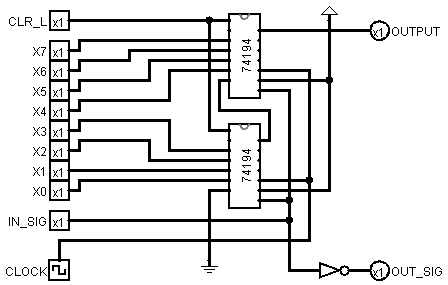 CLR_L x1
X7 x1
X6 x1
X5 x1
X4 x1
X3 x1
X2 x1
X1 x1
X0 x1
IN_SIG x1
CLOCK
74194
74194
x1 OUTPUT
x1 OUT_SIG